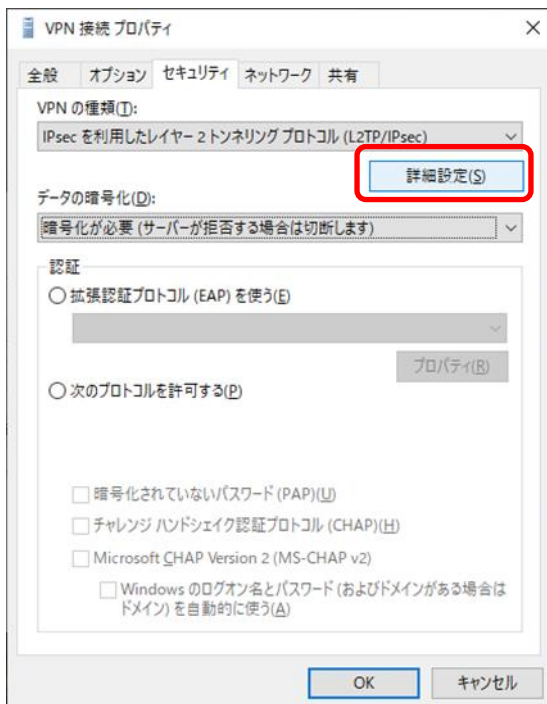 VPN 接続 プロパティ
全般 オプション セキュリティ ネットワーク 共有
VPN の種類(T):
IPsec を利用したレイヤー 2 トンネリング プロトコル (L2TP/IPsec)
詳細設定(S)
データの暗号化(D):
暗号化が必要 (サーバーが拒否する場合は切断します)
認証
拡張認証プロトコル (EAP) を使う(E)
プロパティ(R)
次のプロトコルを許可する(P)
暗号化されていないパスワード (PAP)(U)
チャレンジ ハンドシェイク認証プロトコル (CHAP)(H)
Microsoft CHAP Version 2 (MS-CHAP v2)
Windows のログオン名とパスワード (およびドメインがある場合は
ドメイン) を自動的に使う(A)
OK キャンセル